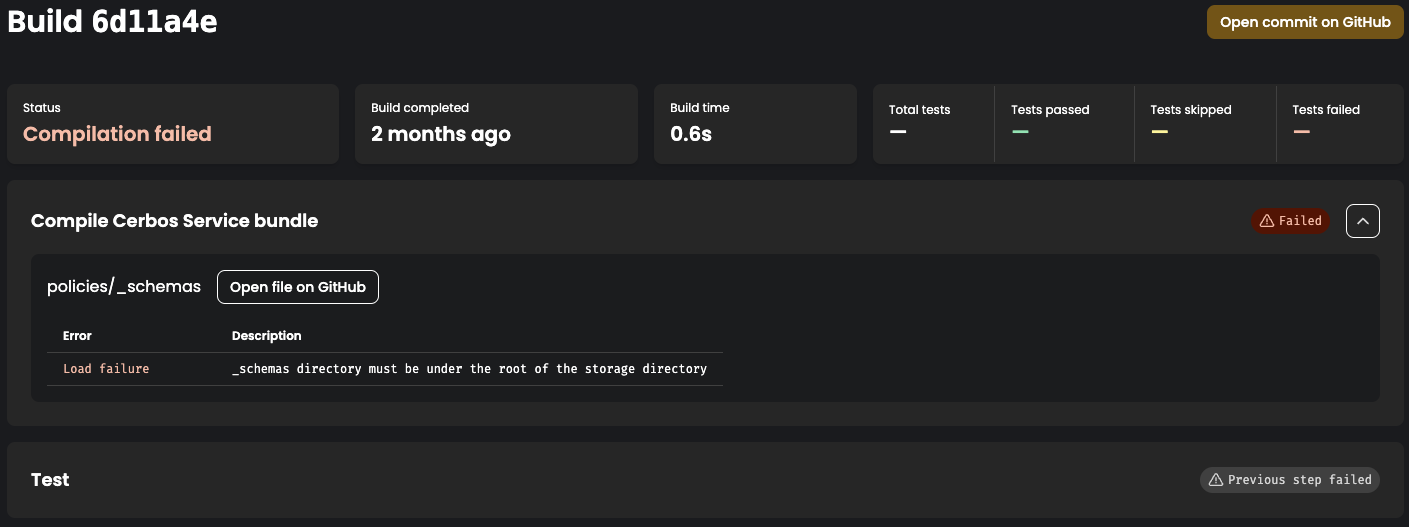 Build 6d11a4e
Open commit on GitHub
Status
Compilation failed
Build completed
2 months ago
Build time
0.6s
Total tests
—
Tests passed
—
Tests skipped
—
Tests failed
—
Compile Cerbos Service bundle
Failed
policies/_schemas
Open file on GitHub
Error Description
Load failure _schemas directory must be under the root of the storage directory
Test
Previous step failed